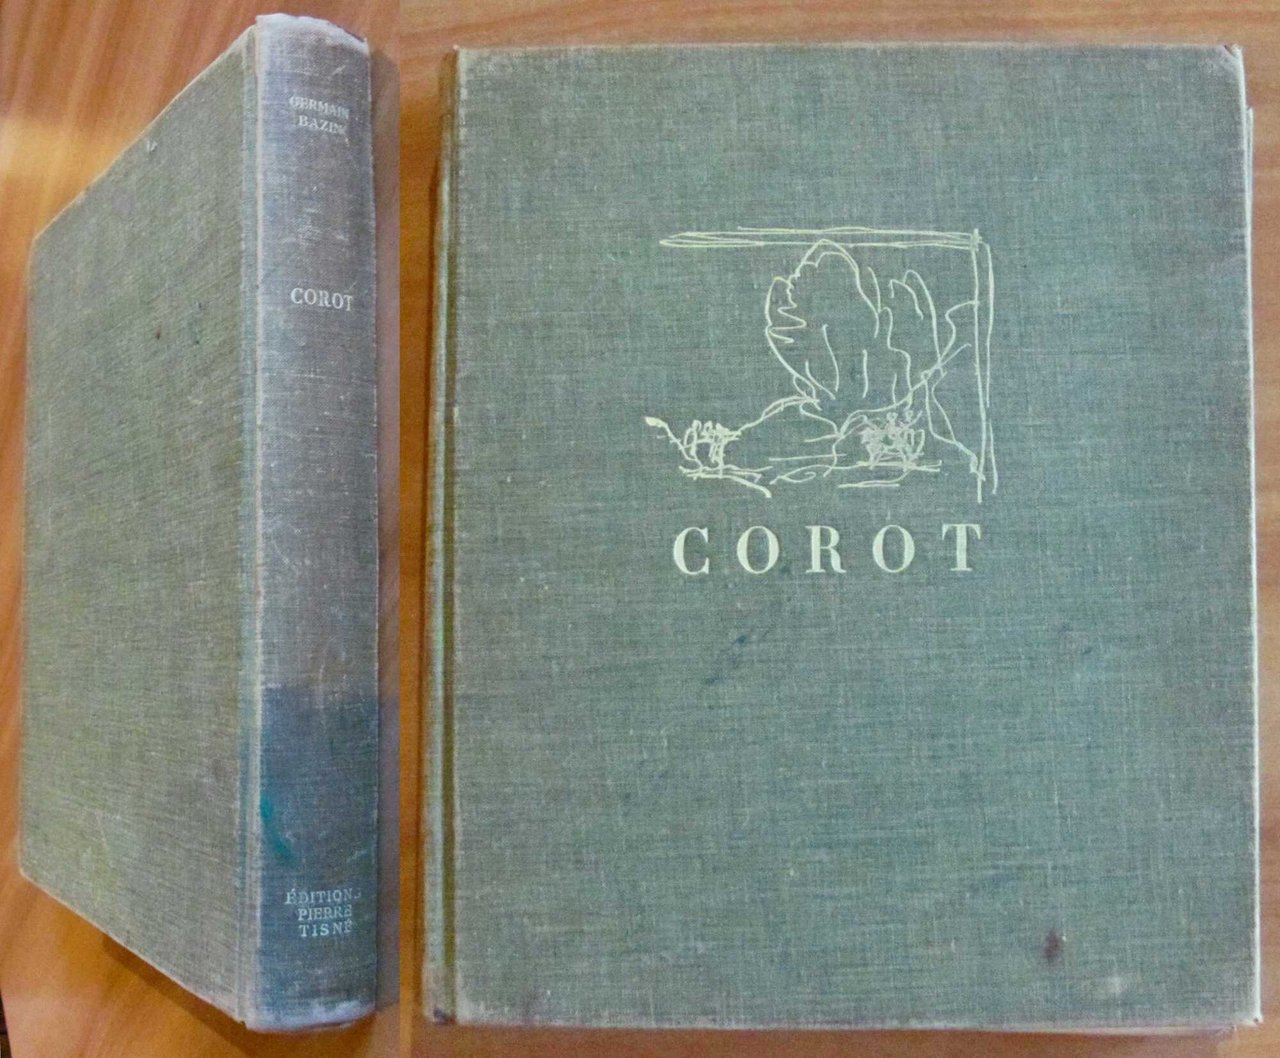 GERMAIN
BAZIN
COROT
ÉDITIONS
PIERRE
TISNÉ
COROT